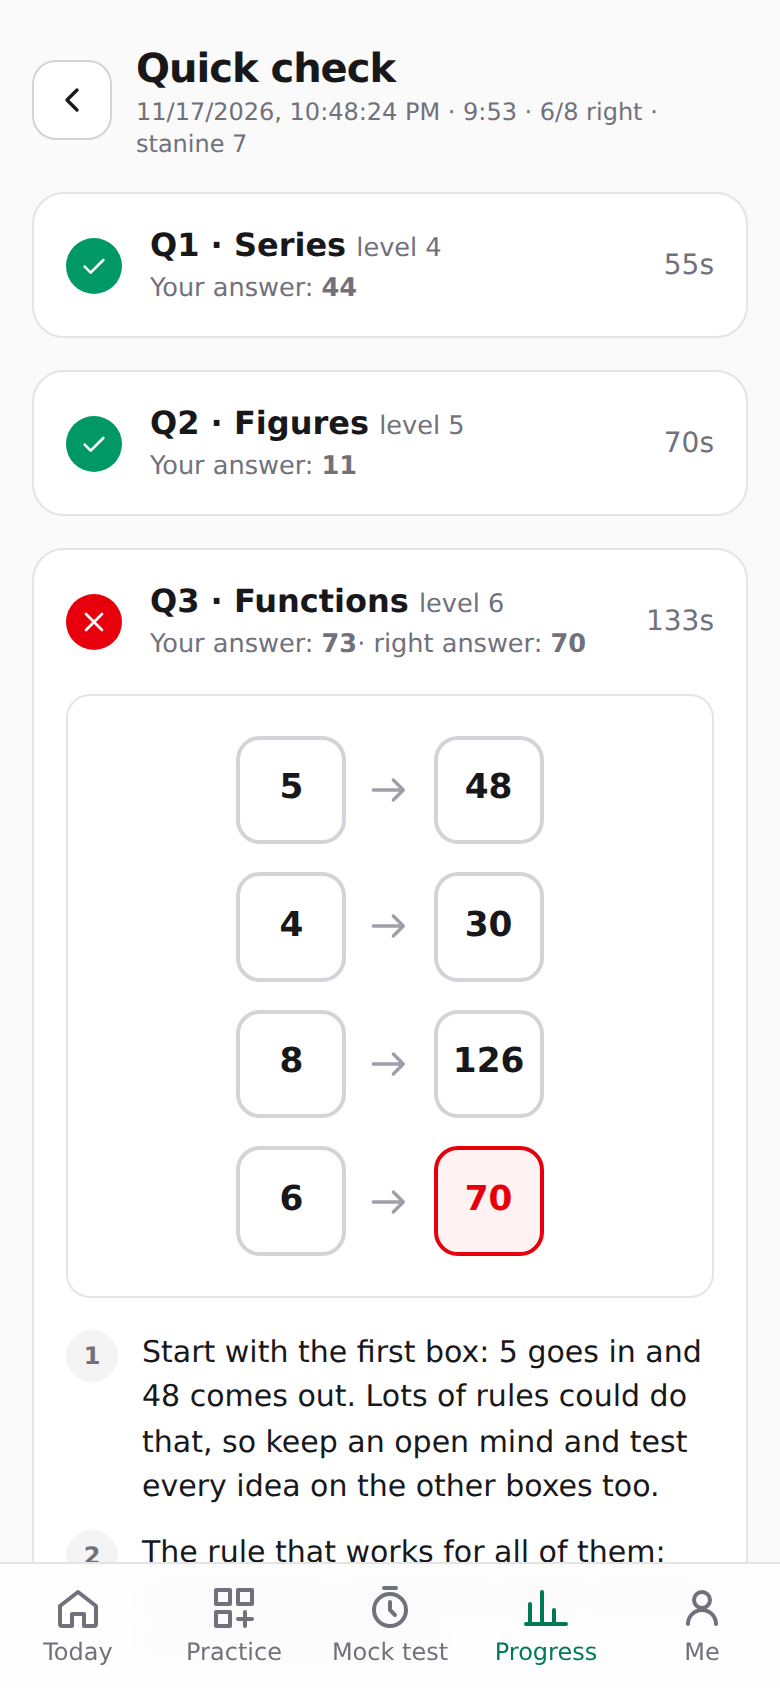 Quick check
11/17/2026, 10:48:24 PM · 9:53 · 6/8 right ·
stanine 7
Q1 · Series level 4
Your answer: 44
55s
Q2 · Figures level 5
Your answer: 11
70s
Q3 · Functions level 6
Your answer: 73· right answer: 70
133s
5 → 48
4 → 30
8 → 126
6 → 70
1 Start with the first box: 5 goes in and
48 comes out. Lots of rules could do
that, so keep an open mind and test
every idea on the other boxes too.
2 The rule that works for all of them:
Today Practice Mock test Progress Me